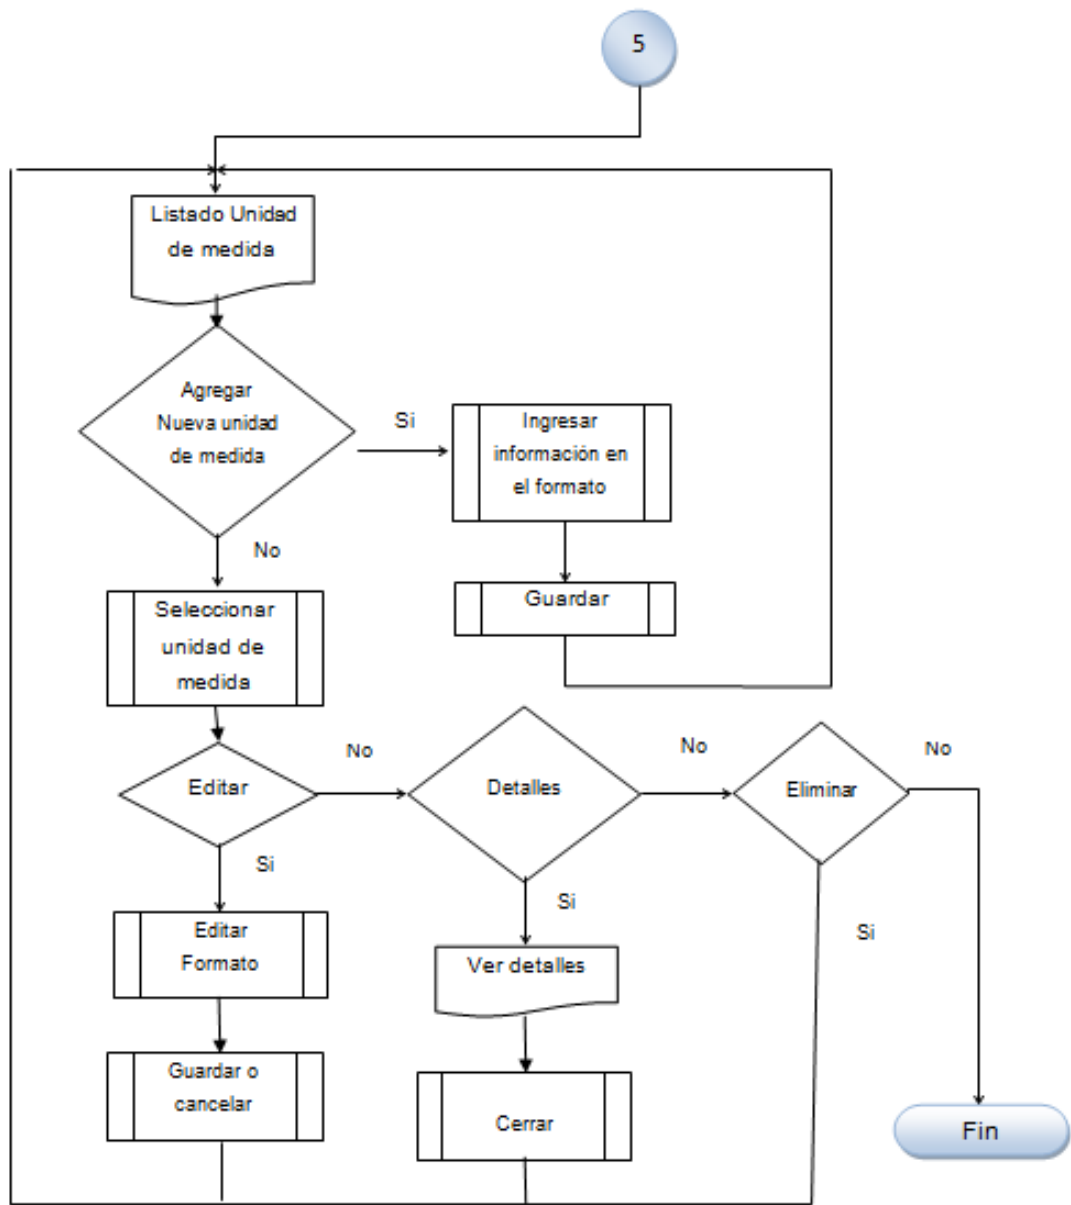 5
Listado Unidad
de medida
Agregar
Nueva unidad
de medida
Si
Ingresar
información en
el formato
No
Guardar
Seleccionar
unidad de
medida
Editar
No
Detalles
No
Eliminar
No
Si
Editar
Formato
Si
Ver detalles
Si
Guardar o
cancelar
Cerrar
Fin